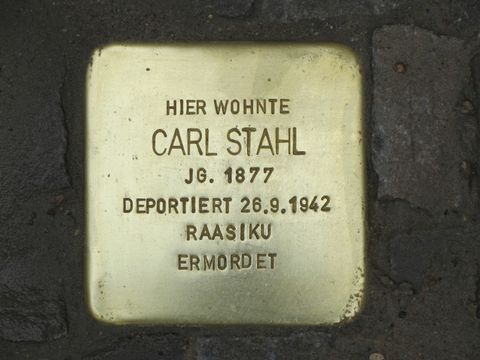 HIER WOHNTE
CARL STAHL
JG. 1877
DEPORTIERT 26.9.1942
RAASIKU
ERMORDET